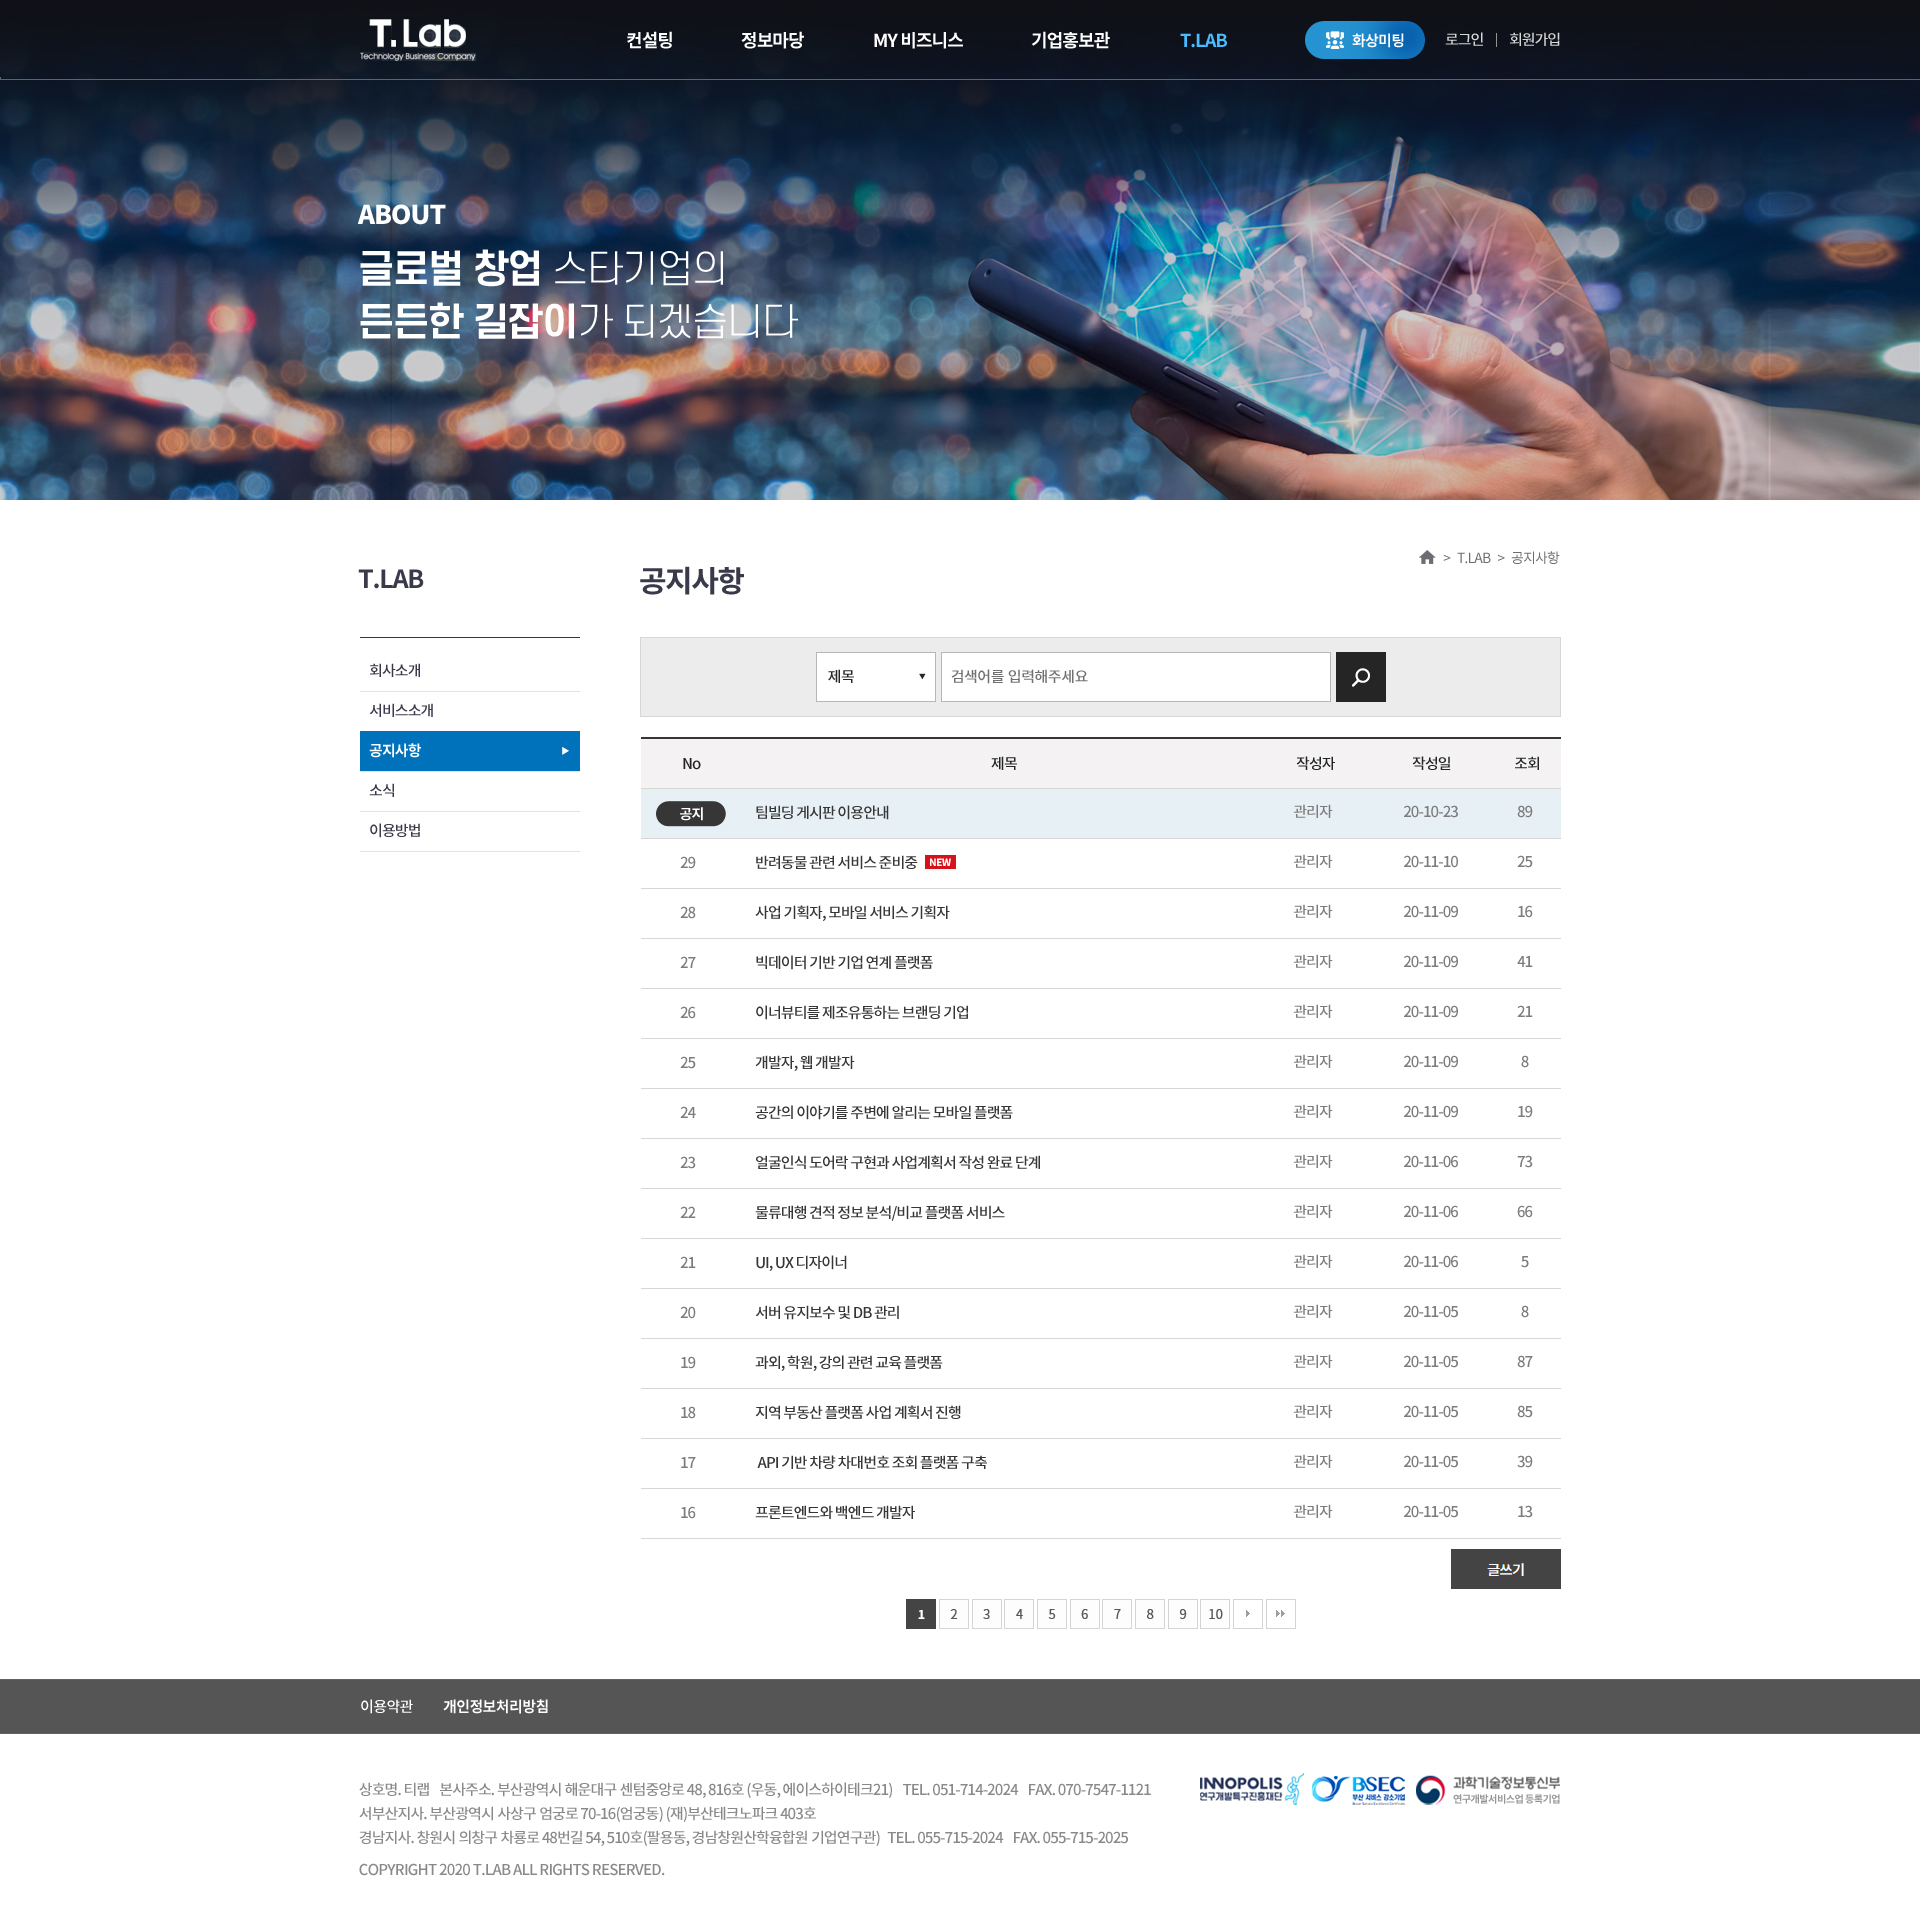 T.Lab
Technology Business Company
컨설팅 정보마당 MY 비즈니스 기업홍보관 T.LAB 화상미팅 로그인 | 회원가입
ABOUT
글로벌 창업 스타기업의
든든한 길잡이가 되겠습니다
> T.LAB > 공지사항
T.LAB
회사소개
서비스소개
공지사항
소식
이용방법
공지사항
제목 검색어를 입력해주세요
No 제목 작성자 작성일 조회
공지 팀빌딩 게시판 이용안내 관리자 20-10-23 89
29 반려동물 관련 서비스 준비중 NEW 관리자 20-11-10 25
28 사업 기획자, 모바일 서비스 기획자 관리자 20-11-09 16
27 빅데이터 기반 기업 연계 플랫폼 관리자 20-11-09 41
26 이너뷰티를 제조유통하는 브랜딩 기업 관리자 20-11-09 21
25 개발자, 웹 개발자 관리자 20-11-09 8
24 공간의 이야기를 주변에 알리는 모바일 플랫폼 관리자 20-11-09 19
23 얼굴인식 도어락 구현과 사업계획서 작성 완료 단계 관리자 20-11-06 73
22 물류대행 견적 정보 분석/비교 플랫폼 서비스 관리자 20-11-06 66
21 UI, UX 디자이너 관리자 20-11-06 5
20 서버 유지보수 및 DB 관리 관리자 20-11-05 8
19 과외, 학원, 강의 관련 교육 플랫폼 관리자 20-11-05 87
18 지역 부동산 플랫폼 사업 계획서 진행 관리자 20-11-05 85
17 API 기반 차량 차대번호 조회 플랫폼 구축 관리자 20-11-05 39
16 프론트엔드와 백엔드 개발자 관리자 20-11-05 13
글쓰기
1 2 3 4 5 6 7 8 9 10
이용약관 개인정보처리방침
상호명. 티랩 본사주소. 부산광역시 해운대구 센텀중앙로 48, 816호 (우동, 에이스하이테크21) TEL. 051-714-2024 FAX. 070-7547-1121
서부산지사. 부산광역시 사상구 엄궁로 70-16(엄궁동) (재)부산테크노파크 403호
경남지사. 창원시 의창구 차룡로 48번길 54, 510호(팔용동, 경남창원산학융합원 기업연구관) TEL. 055-715-2024 FAX. 055-715-2025
COPYRIGHT 2020 T.LAB ALL RIGHTS RESERVED.
INNOPOLIS
연구개발특구진흥재단
BSEC
부산 서비스 강소기업
과학기술정보통신부
연구개발서비스업 등록기업